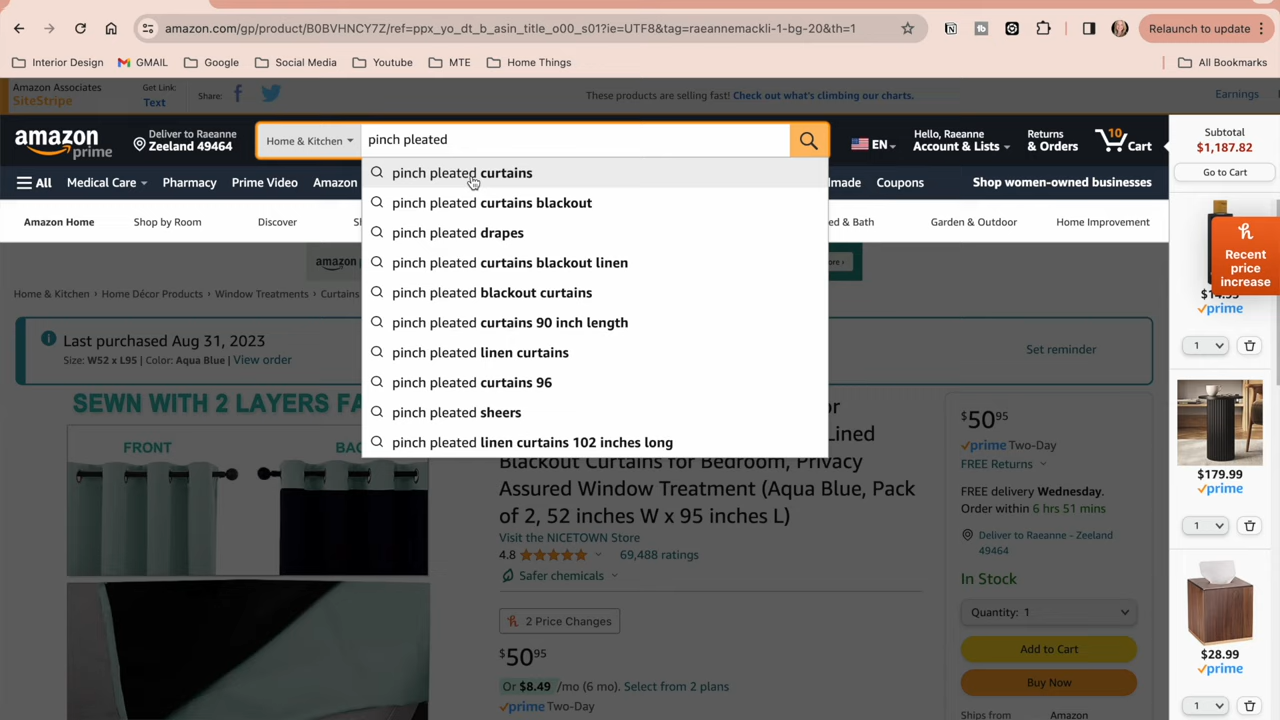 amazon.com/gp/product/B0BVHNCY7Z/ref=ppx_yo_dt_b_asin_title_o00_s01?ie=UTF8&tag=raeannemackli-1-bg-20&th=1
Relaunch to update
Interior Design
GMAIL
Google
Social Media
Youtube
MTE
Home Things
All Bookmarks
Amazon Associates
SiteStripe
Get Link:
Text
Share:
These products are selling fast! Check out what's climbing our charts.
Earnings
amazon
prime
Deliver to Raeanne
Zeeland 49464
Home & Kitchen
pinch pleated
EN
Hello, Raeanne
Account & Lists
Returns
& Orders
10
Cart
Subtotal
$1,187.82
Go to Cart
All
Medical Care
Pharmacy
Prime Video
Amazon
Coupons
Shop women-owned business
Amazon Home
Shop by Room
Discover
Garden & Outdoor
Home Improvement
pinch pleated curtains
pinch pleated curtains blackout
pinch pleated drapes
pinch pleated curtains blackout linen
pinch pleated blackout curtains
pinch pleated curtains 90 inch length
pinch pleated linen curtains
pinch pleated curtains 96
pinch pleated sheers
pinch pleated linen curtains 102 inches long
Recent
price
increase
prime
1
Home & Kitchen › Home Décor Products › Window Treatments › Curtains
Last purchased Aug 31, 2023
Size: W52 x L95 | Color: Aqua Blue | View order
Set reminder
SEWN WITH 2 LAYERS
FRONT
Blackout Curtains for Bedroom, Privacy
Assured Window Treatment (Aqua Blue, Pack
of 2, 52 inches W x 95 inches L)
Visit the NICETOWN Store
4.8
69,488 ratings
Safer chemicals
2 Price Changes
$50 95
Or $8.49 /mo (6 mo). Select from 2 plans
prime Two-Day
$50 95
prime Two-Day
FREE Returns
FREE delivery Wednesday.
Order within 6 hrs 51 mins
Deliver to Raeanne - Zeeland
49464
In Stock
Quantity: 1
Add to Cart
Buy Now
Ships from
Amazon
$179.99
prime
1
$28.99
prime
1